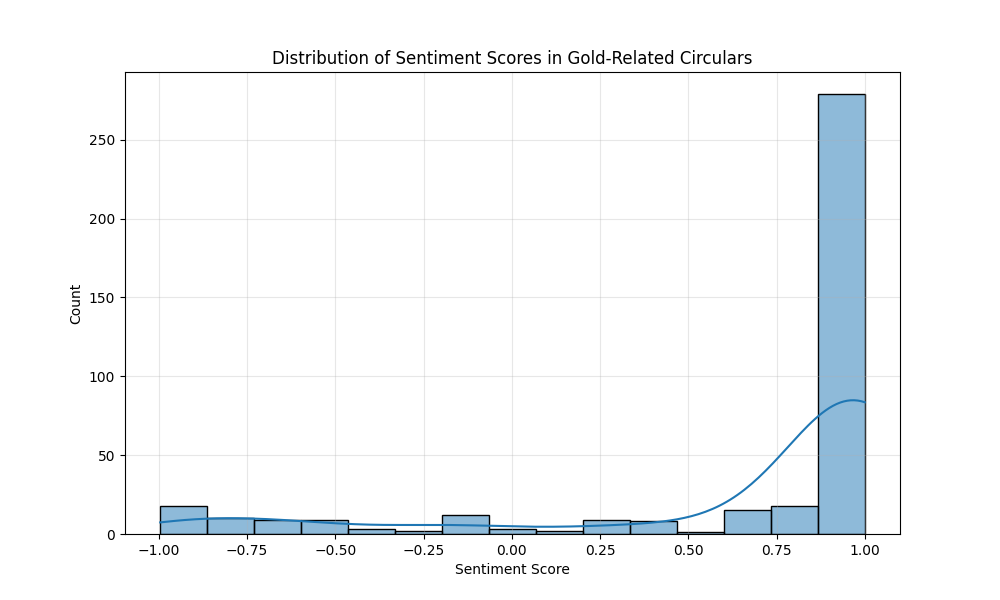 Distribution of Sentiment Scores in Gold-Related Circulars
250
200
150
100
50
0
Count
−1.00 −0.75 −0.50 −0.25 0.00 0.25 0.50 0.75 1.00
Sentiment Score